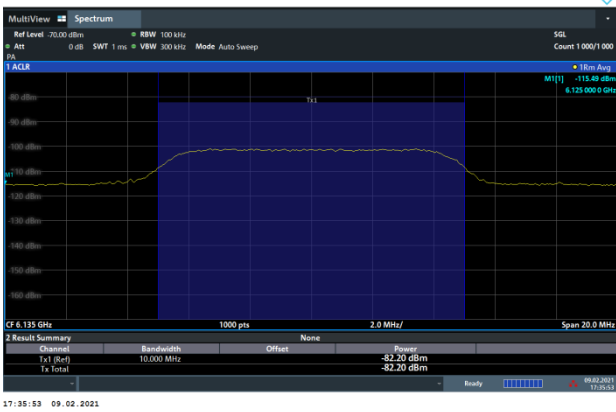 MultiView Spectrum
Ref Level -70.00 dBm RBW 100 kHz SGL
Att 0 dB SWT 1 ms VBW 300 kHz Mode Auto Sweep Count 1000/1000
PA
1 ACLR 1Rm Avg
M1[1] -115.49 dBm
6.125 000 0 GHz
-80 dBm
Tx1
-90 dBm
-100 dBm
M1
-110 dBm
-120 dBm
-130 dBm
-140 dBm
-150 dBm
-160 dBm
CF 6.135 GHz 1000 pts 2.0 MHz/ Span 20.0 MHz
2 Result Summary None
Channel Bandwidth Offset Power
Tx1 (Ref) 10.000 MHz -82.20 dBm
Tx Total -82.20 dBm
Ready 09.02.2021
17:35:53
17:35:53 09.02.2021